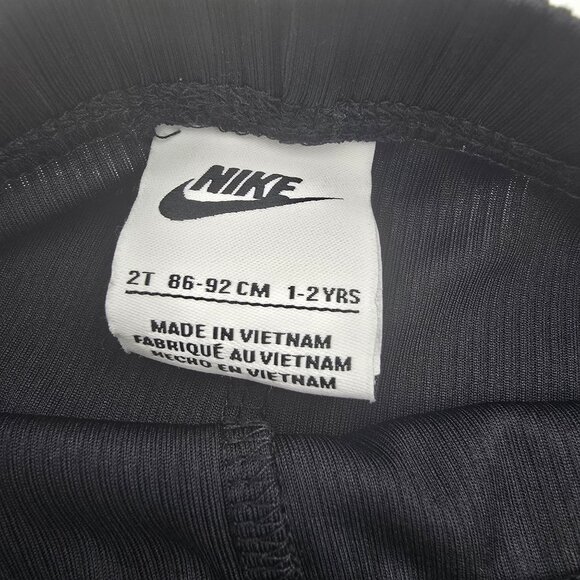 NIKE
2T 86-92 CM 1-2 YRS
MADE IN VIETNAM
FABRIQUÉ AU VIETNAM
HECHO EN VIETNAM